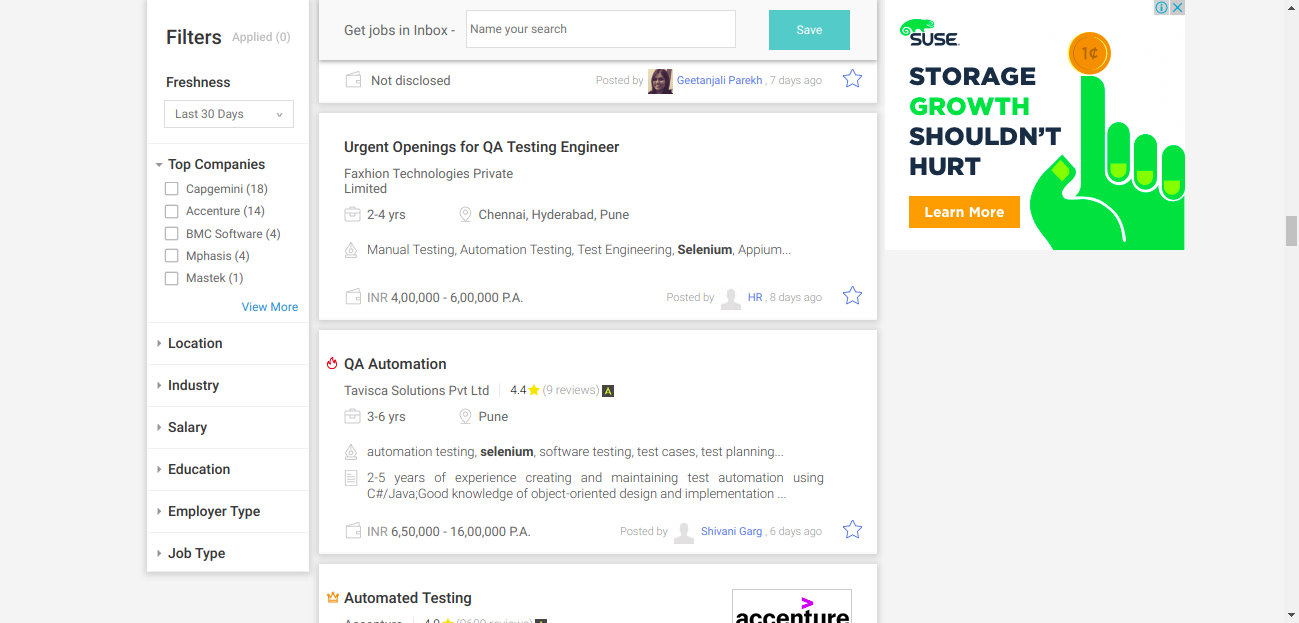 Filters Applied (0)
Freshness
Last 30 Days
Top Companies
Capgemini (18)
Accenture (14)
BMC Software (4)
Mphasis (4)
Mastek (1)
View More
Location
Industry
Salary
Education
Employer Type
Job Type
Get jobs in Inbox - Name your search Save
Not disclosed Posted by Geetanjali Parekh , 7 days ago
Urgent Openings for QA Testing Engineer
Faxhion Technologies Private
Limited
2-4 yrs Chennai, Hyderabad, Pune
Manual Testing, Automation Testing, Test Engineering, Selenium, Appium...
INR 4,00,000 - 6,00,000 P.A. Posted by HR , 8 days ago
QA Automation
Tavisca Solutions Pvt Ltd 4.4 (9 reviews) A
3-6 yrs Pune
automation testing, selenium, software testing, test cases, test planning...
2-5 years of experience creating and maintaining test automation using
C#/Java;Good knowledge of object-oriented design and implementation ...
INR 6,50,000 - 16,00,000 P.A. Posted by Shivani Garg , 6 days ago
Automated Testing
accenture
Accenture
SUSE
1¢
STORAGE
GROWTH
SHOULDN'T
HURT
Learn More